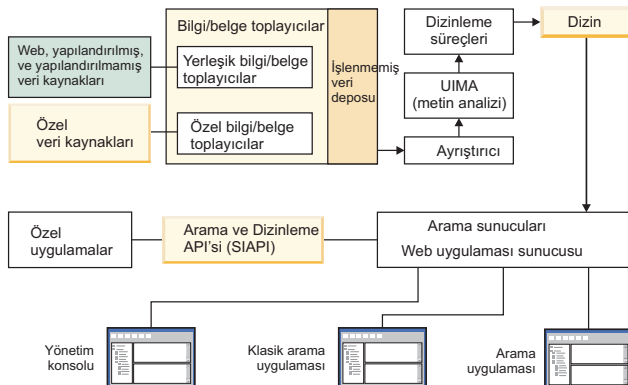 Web, yapılandırılmış,
ve yapılandırılmamış
veri kaynakları
Özel
veri kaynakları
Bilgi/belge toplayıcılar
Yerleşik bilgi/belge
toplayıcılar
Özel bilgi/belge
toplayıcılar
İşlenmemiş
veri
deposu
Dizinleme
süreçleri
UIMA
(metin analizi)
Ayrıştırıcı
Dizin
Özel
uygulamalar
Arama ve Dizinleme
API'si (SIAPI)
Arama sunucuları
Web uygulaması sunucusu
Yönetim
konsolu
Klasik arama
uygulaması
Arama
uygulaması